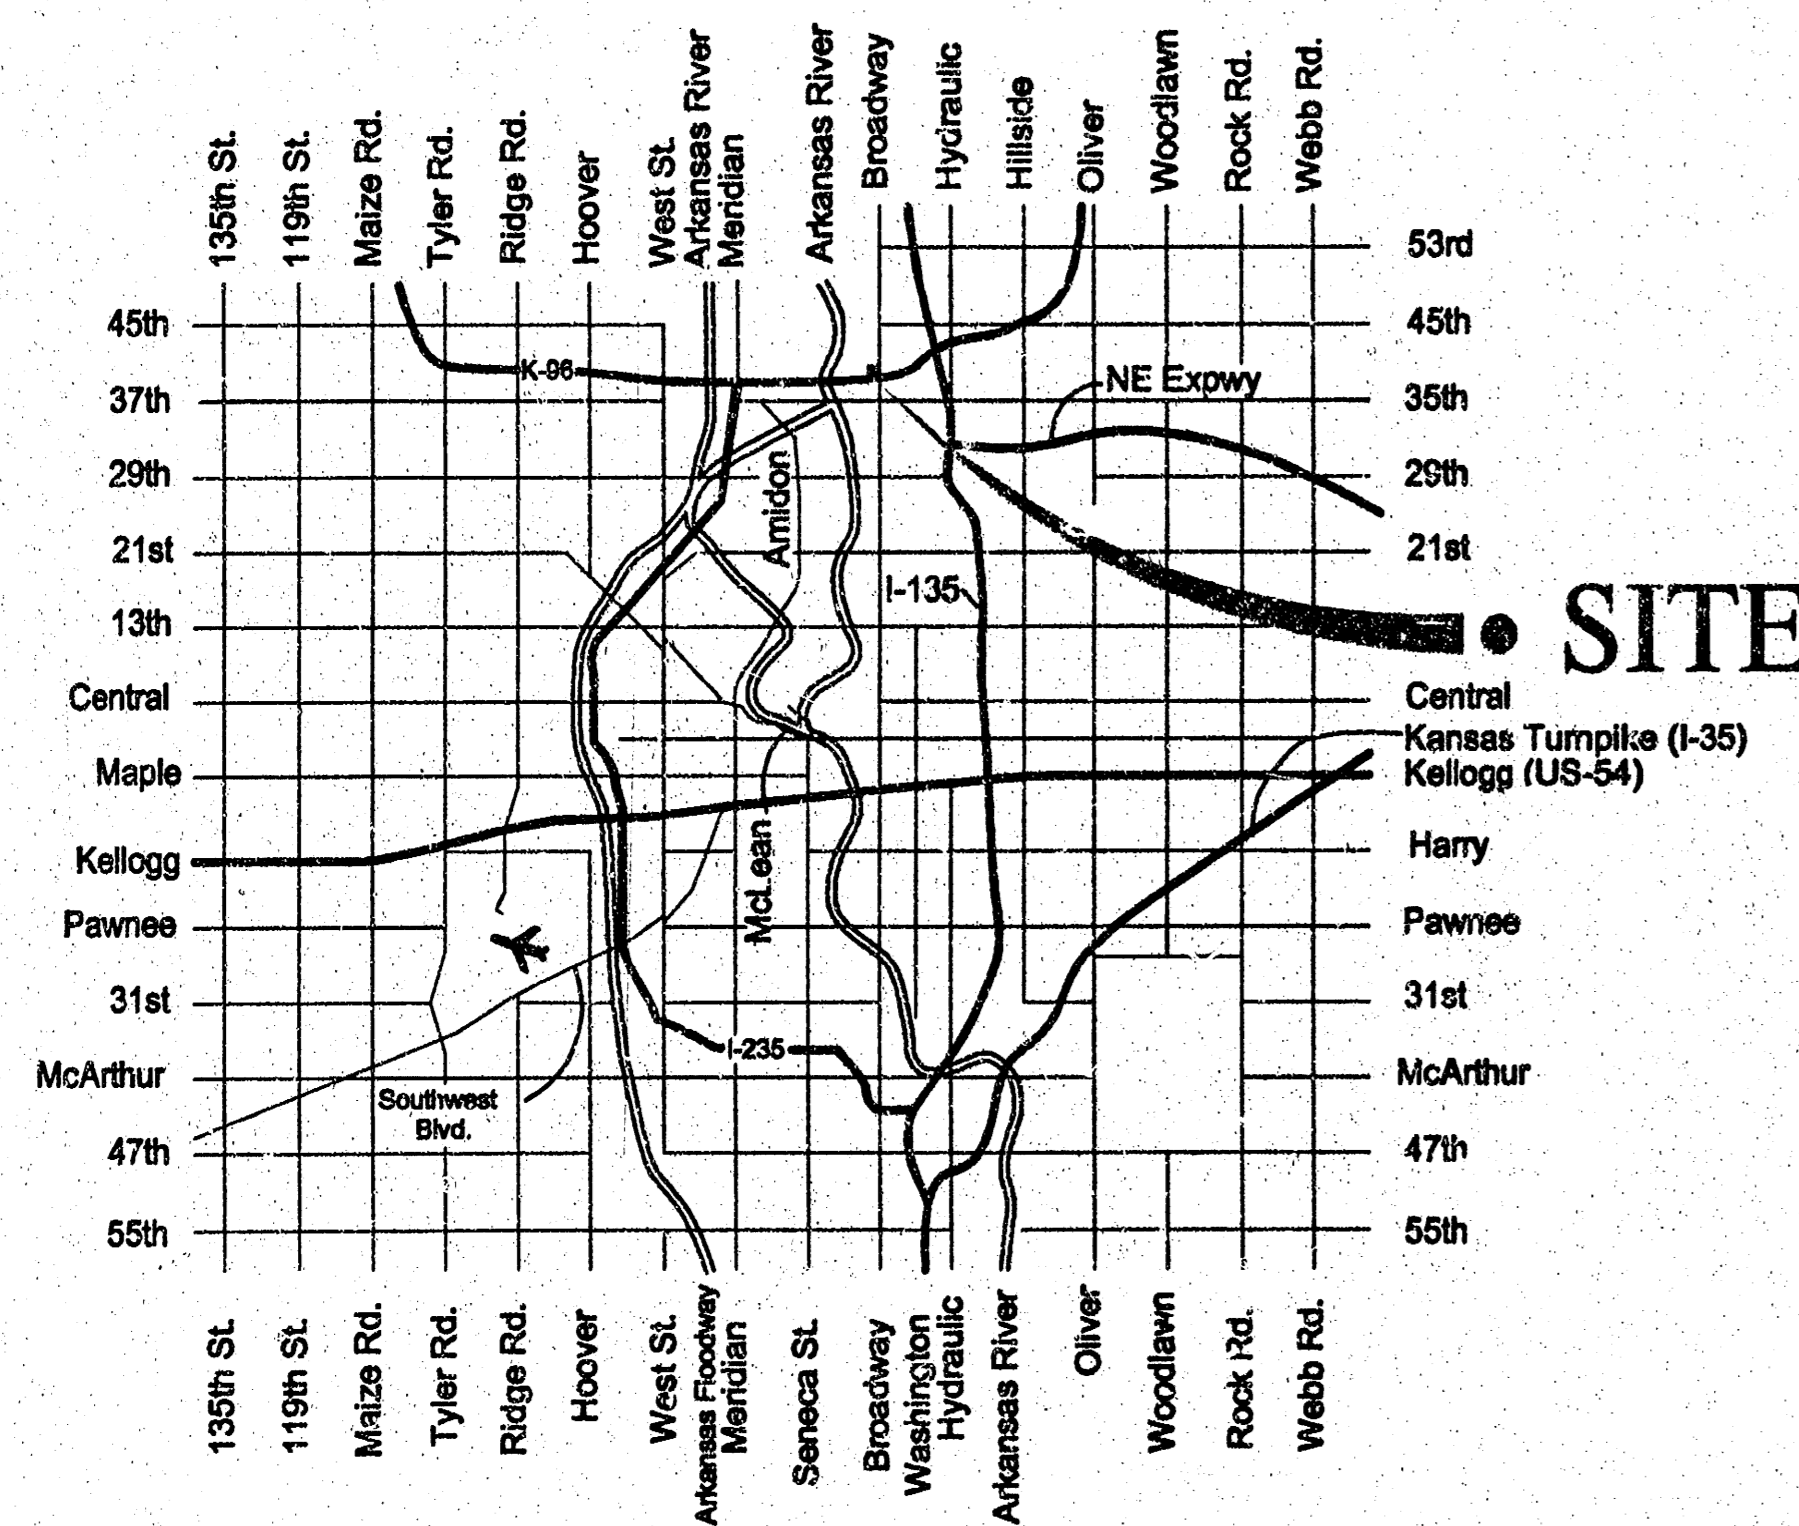 135th St.
119th St.
Maize Rd.
Tyler Rd.
Ridge Rd.
Hoover
West St.
Arkansas River
Meridian
Arkansas River
Broadway
Hydraulic
Hillside
Oliver
Woodlawn
Rock Rd.
Webb Rd.
53rd
45th
45th
K-96
NE Expwy
37th
35th
29th
Amidon
29th
21st
21st
I-135
13th
SITE
Central
Central
Kansas Turnpike (I-35)
Maple
Kellogg (US-54)
McLean
Kellogg
Harry
Pawnee
Pawnee
31st
31st
I-235
McArthur
McArthur
Southwest
Blvd.
47th
47th
55th
55th
135th St.
119th St.
Maize Rd.
Tyler Rd.
Ridge Rd.
Hoover
West St.
Arkansas Floodway
Meridian
Seneca St.
Broadway
Washington
Hydraulic
Arkansas River
Oliver
Woodlawn
Rock Rd.
Webb Rd.